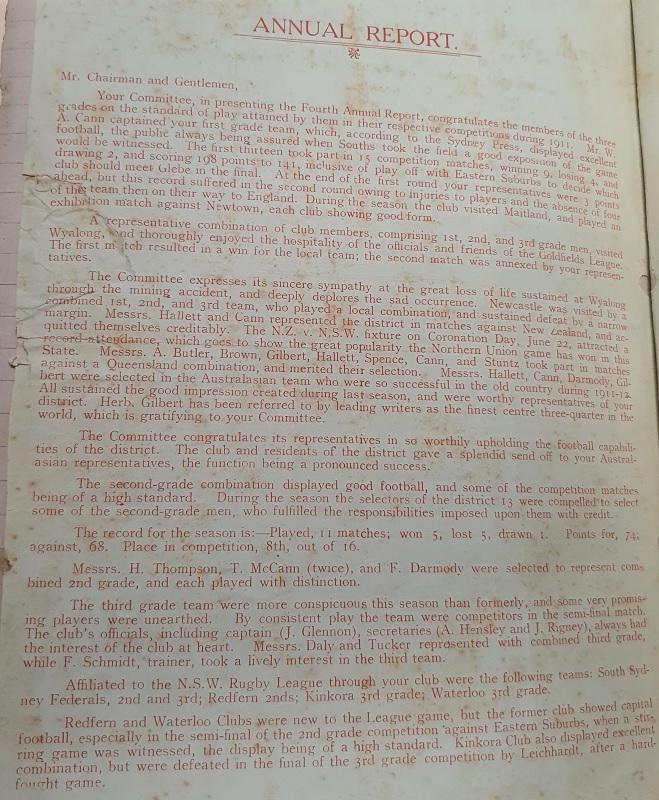 ANNUAL REPORT.
Mr. Chairman and Gentlemen,
Your Committee, in presenting the Fourth Annual Report, congratulates the members of the three
grades on the standard of play attained by them in their respective competitions during 1911. Mr. W.
A. Cann captained your first grade team, which, according to the Sydney Press, displayed excellent
football, the public always being assured when Souths took the field a good exposition of the game
would be witnessed. The first thirteen took part in 15 competition matches, winning 9, losing 4, and
drawing 2, and scoring 198 points to 141, inclusive of play off with Eastern Suburbs to decide which
club should meet Glebe in the final. At the end of the first round your representatives were 3 points
ahead, but this record suffered in the second round owing to injuries to players and the absence of four
of the team then on their way to England. During the season the club visited Maitland, and played an
exhibition match against Newtown, each club showing good form.
A representative combination of club members, comprising 1st, 2nd, and 3rd grade men, visited
Wyalong, and thoroughly enjoyed the hospitality of the officials and friends of the Goldfields League.
The first match resulted in a win for the local team; the second match was annexed by your represen-
tatives.
The Committee expresses its sincere sympathy at the great loss of life sustained at Wyalong
through the mining accident, and deeply deplores the sad occurrence. Newcastle was visited by a
combined 1st, 2nd, and 3rd team, who played a local combination, and sustained defeat by a narrow
margin. Messrs. Hallett and Cann represented the district in matches against New Zealand, and ac-
quitted themselves creditably. The N.Z. v. N.S.W. fixture on Coronation Day, June 22, attracted a
record attendance, which goes to show the great popularity the Northern Union game has won in this
State. Messrs. A. Butler, Brown, Gilbert, Hallett, Spence, Cann, and Stuntz took part in matches
against a Queensland combination, and merited their selection. Messrs. Hallett, Cann, Darmody, Gil-
bert were selected in the Australasian team who were so successful in the old country during 1911-12.
All sustained the good impression created during last season, and were worthy representatives of your
district. Herb. Gilbert has been referred to by leading writers as the finest centre three-quarter in the
world, which is gratifying to your Committee.
The Committee congratulates its representatives in so worthily upholding the football capabili-
ties of the district. The club and residents of the district gave a splendid send off to your Austral-
asian representatives, the function being a pronounced success.
The second-grade combination displayed good football, and some of the competition matches
being of a high standard. During the season the selectors of the district 13 were compelled to select
some of the second-grade men, who fulfilled the responsibilities imposed upon them with credit.
The record for the season is:—Played, 11 matches; won 5, lost 5, drawn 1. Points for, 74;
against, 68. Place in competition, 8th, out of 16.
Messrs. H. Thompson, T. McCann (twice), and F. Darmody were selected to represent com-
bined 2nd grade, and each played with distinction.
The third grade team were more conspicuous this season than formerly, and some very promis-
ing players were unearthed. By consistent play the team were competitors in the semi-final match.
The club's officials, including captain (J. Glennon), secretaries (A. Hensley and J. Rigney), always had
the interest of the club at heart. Messrs. Daly and Tucker represented with combined third grade,
while F. Schmidt, trainer, took a lively interest in the third team.
Affiliated to the N.S.W. Rugby League through your club were the following teams: South Syd-
ney Federals, 2nd and 3rd; Redfern 2nds; Kinkora 3rd grade; Waterloo 3rd grade.
Redfern and Waterloo Clubs were new to the League game, but the former club showed capital
football, especially in the semi-final of the 2nd grade competition against Eastern Suburbs, when a stir-
ring game was witnessed, the display being of a high standard. Kinkora Club also displayed excellent
combination, but were defeated in the final of the 3rd grade competition by Leichhardt, after a hard-
fought game.